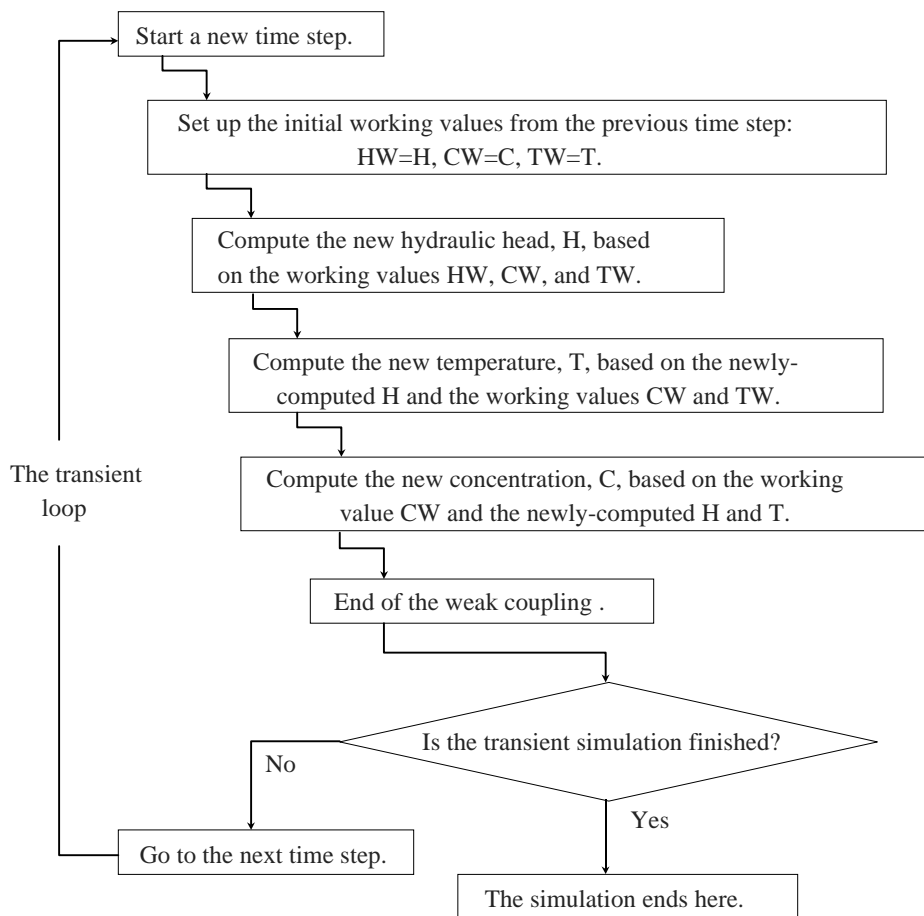 Start a new time step.
Set up the initial working values from the previous time step:
HW=H, CW=C, TW=T.
Compute the new hydraulic head, H, based
on the working values HW, CW, and TW.
Compute the new temperature, T, based on the newly-
computed H and the working values CW and TW.
The transient
loop
Compute the new concentration, C, based on the working
value CW and the newly-computed H and T.
End of the weak coupling .
Is the transient simulation finished?
No
Yes
Go to the next time step.
The simulation ends here.